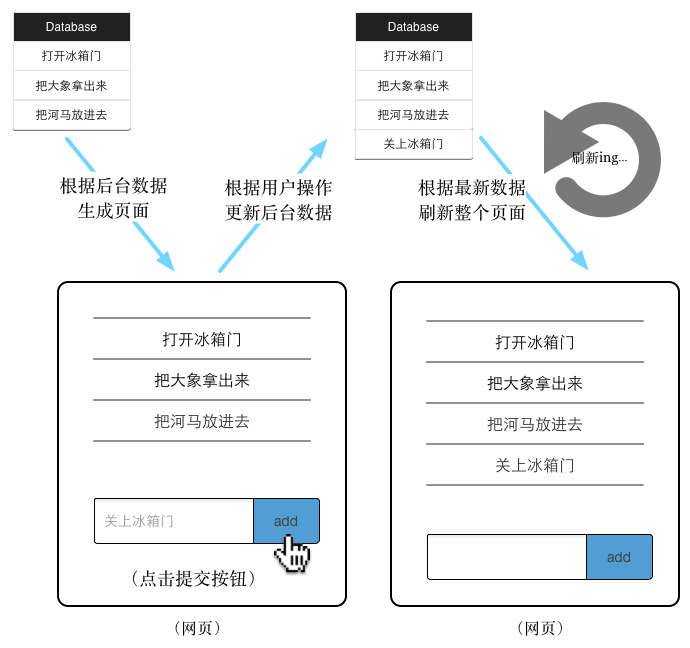 Database
打开冰箱门
把大象拿出来
把河马放进去
Database
打开冰箱门
把大象拿出来
把河马放进去
关上冰箱门
刷新ing...
根据后台数据
生成页面
根据用户操作
更新后台数据
根据最新数据
刷新整个页面
打开冰箱门
把大象拿出来
把河马放进去
关上冰箱门
add
（点击提交按钮）
（网页）
打开冰箱门
把大象拿出来
把河马放进去
关上冰箱门
add
（网页）